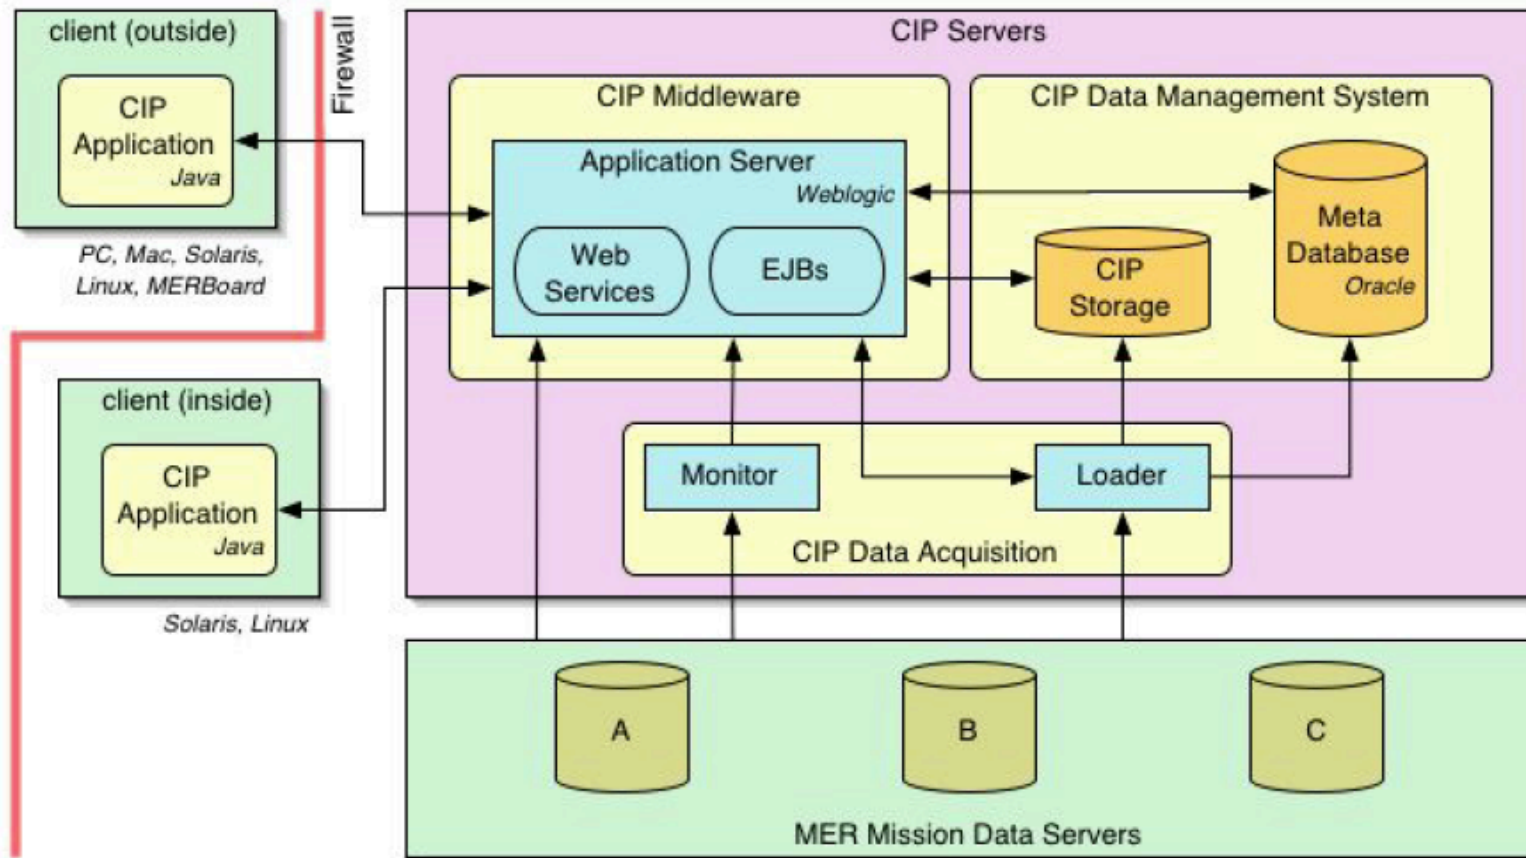 client (outside)
CIP
Application
Java
PC, Mac, Solaris,
Linux, MERBoard
Firewall
client (inside)
CIP
Application
Java
Solaris, Linux
CIP Servers
CIP Middleware
Application Server
Weblogic
Web
Services
EJBs
CIP Data Management System
CIP
Storage
Meta
Database
Oracle
Monitor
Loader
CIP Data Acquisition
A
B
C
MER Mission Data Servers